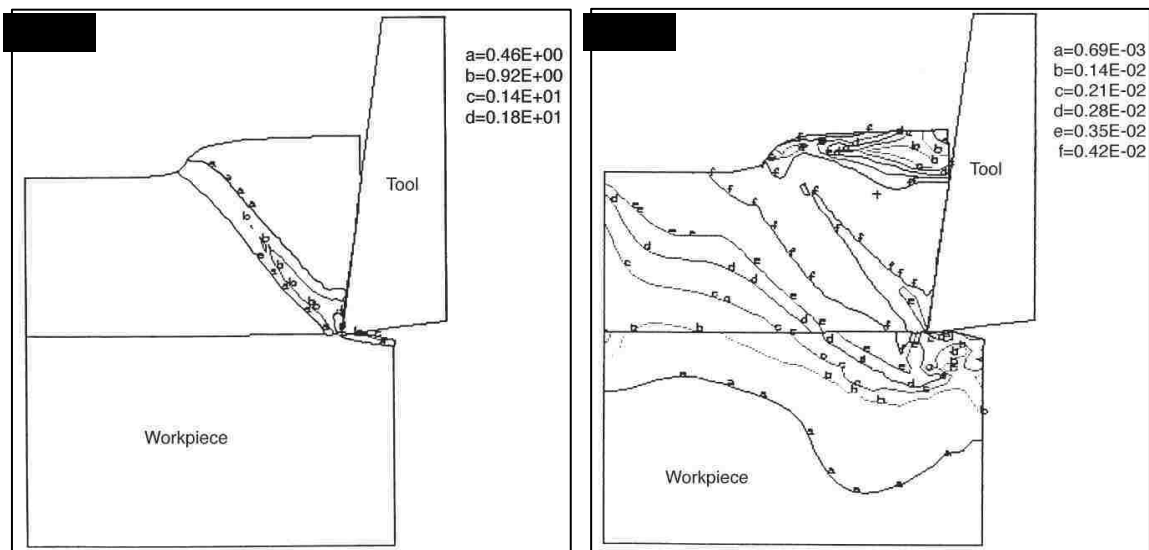 a=0.46E+00
b=0.92E+00
c=0.14E+01
d=0.18E+01
Tool
Workpiece
a=0.69E-03
b=0.14E-02
c=0.21E-02
d=0.28E-02
e=0.35E-02
f=0.42E-02
Tool
Workpiece